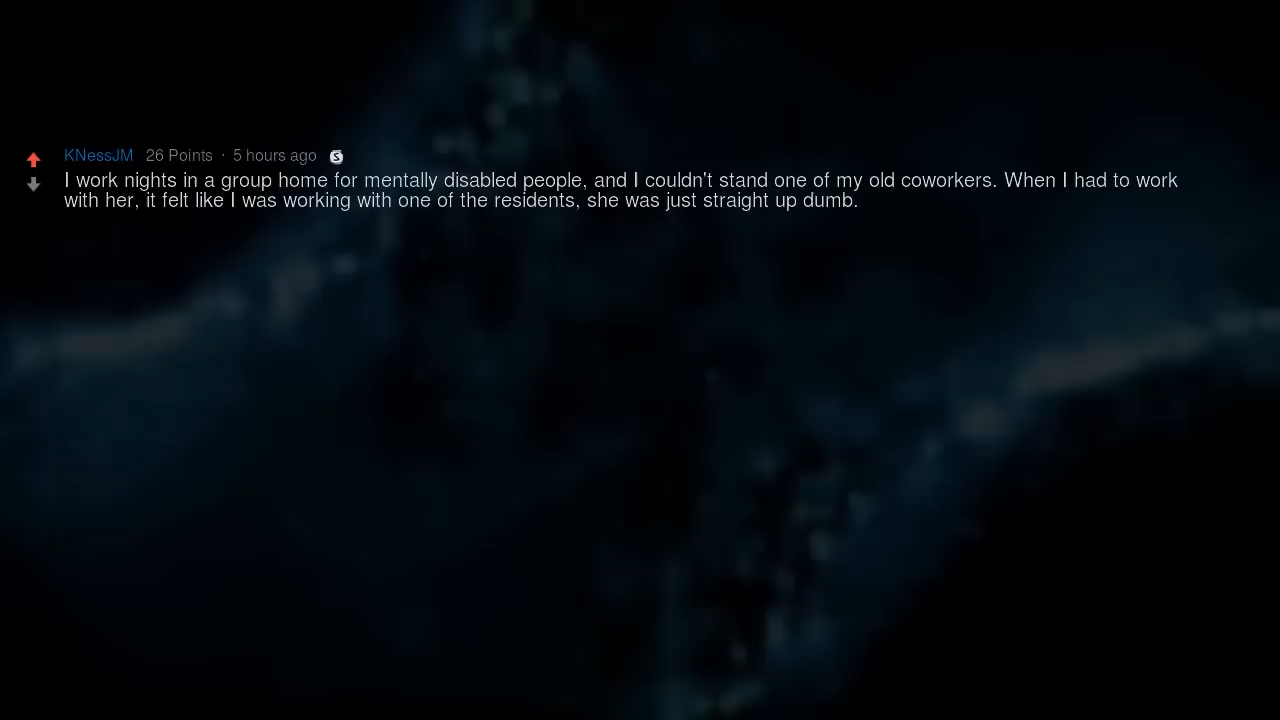 KNessJM 26 Points · 5 hours ago S
I work nights in a group home for mentally disabled people, and I couldn't stand one of my old coworkers. When I had to work
with her, it felt like I was working with one of the residents, she was just straight up dumb.